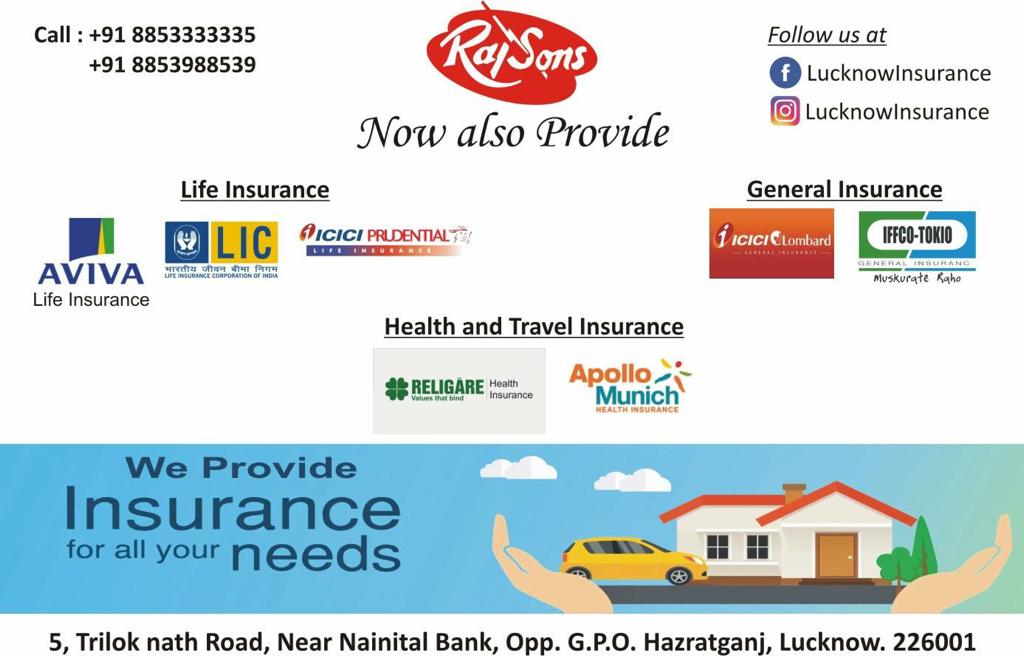 Call : +91 8853333335
+91 8853988539
Raj Sons
Now also Provide
Follow us at
LucknowInsurance
LucknowInsurance
Life Insurance
AVIVA
Life Insurance
LIC
भारतीय जीवन बीमा निगम
LIFE INSURANCE CORPORATION OF INDIA
ICICI PRUDENTIAL
LIFE INSURANCE
General Insurance
ICICI Lombard
GENERAL INSURANCE
IFFCO-TOKIO
GENERAL INSURANC
Muskurate Raho
Health and Travel Insurance
RELIGARE
Values that bind
Health
Insurance
Apollo
Munich
HEALTH INSURANCE
We Provide
Insurance
for all your needs
5, Trilok nath Road, Near Nainital Bank, Opp. G.P.O. Hazratganj, Lucknow. 226001